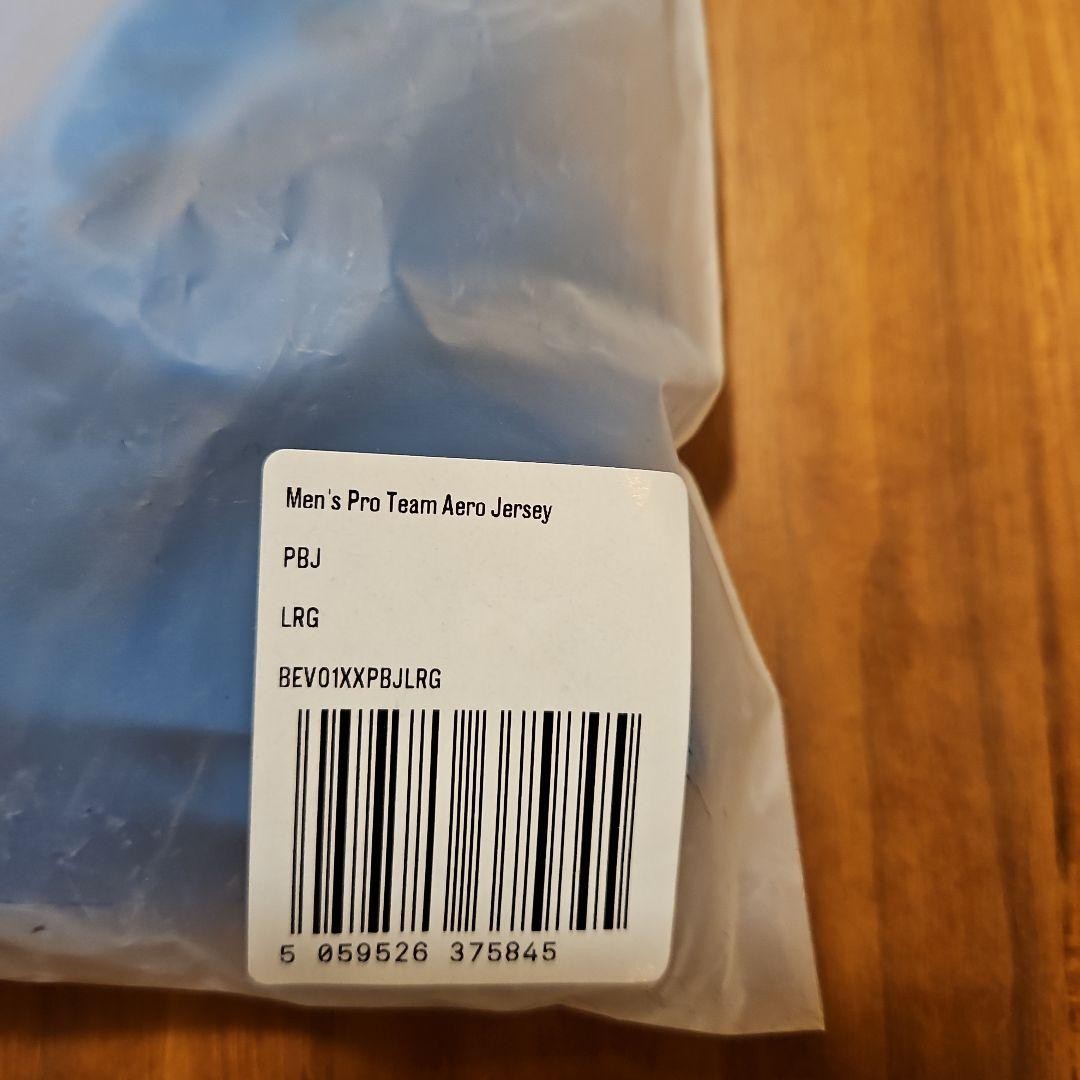 Men's Pro Team Aero Jersey
PBJ
LRG
BEV01XXPBJLRG
5 059526 375845